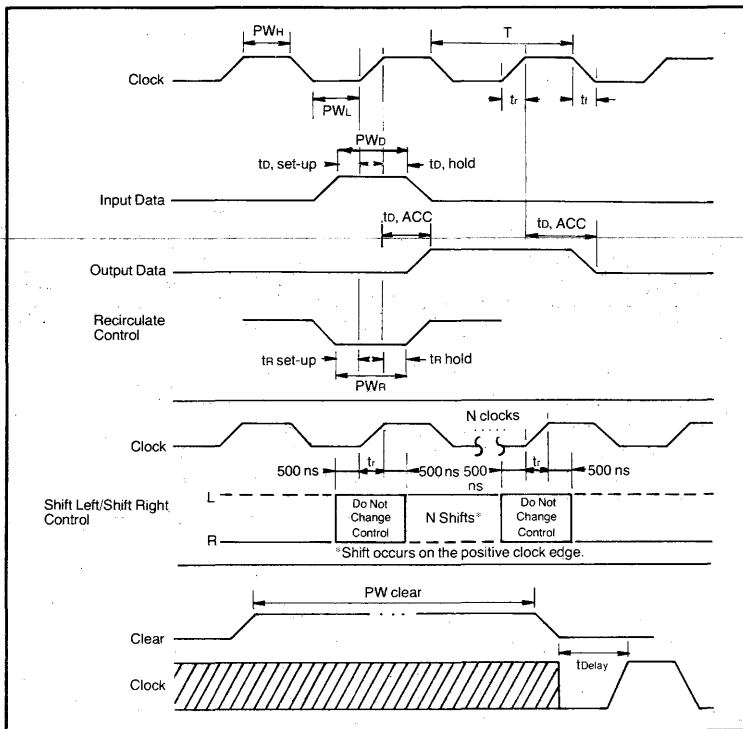 PWH
T
Clock
PWL
tr
tf
PWD
tD, set-up
tD, hold
Input Data
tD, ACC
tD, ACC
Output Data
Recirculate
Control
tR set-up
tR hold
PWR
N clocks
.....
Clock
500 ns
tr
500 ns
500
ns
tr
500 ns
Shift Left/Shift Right
Control
L
R
Do Not
Change
Control
N Shifts*
Do Not
Change
Control
*Shift occurs on the positive clock edge.
PW clear
Clear
tDelay
Clock